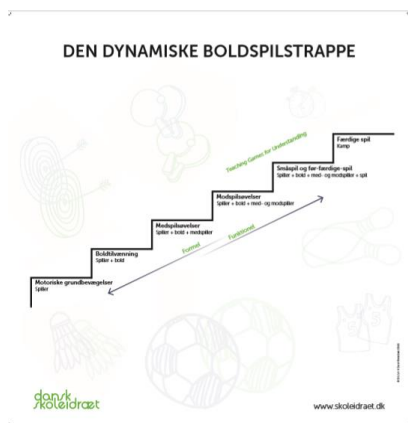 DEN DYNAMISKE BOLDSPILSTRAPPE
Teaching Games for Understanding
Færdige spil
Kamp
Småspil og før-færdige-spil
Spiller + bold + med- og modspiller + spil
Modspilsøvelser
Spiller + bold + med- og modspiller
Medspilsøvelser
Spiller + bold + medspiller
Boldtilvænning
Spiller + bold
Motoriske grundbevægelser
Spiller
Formel
Funktionel
dansk
skoleidræt
www.skoleidraet.dk